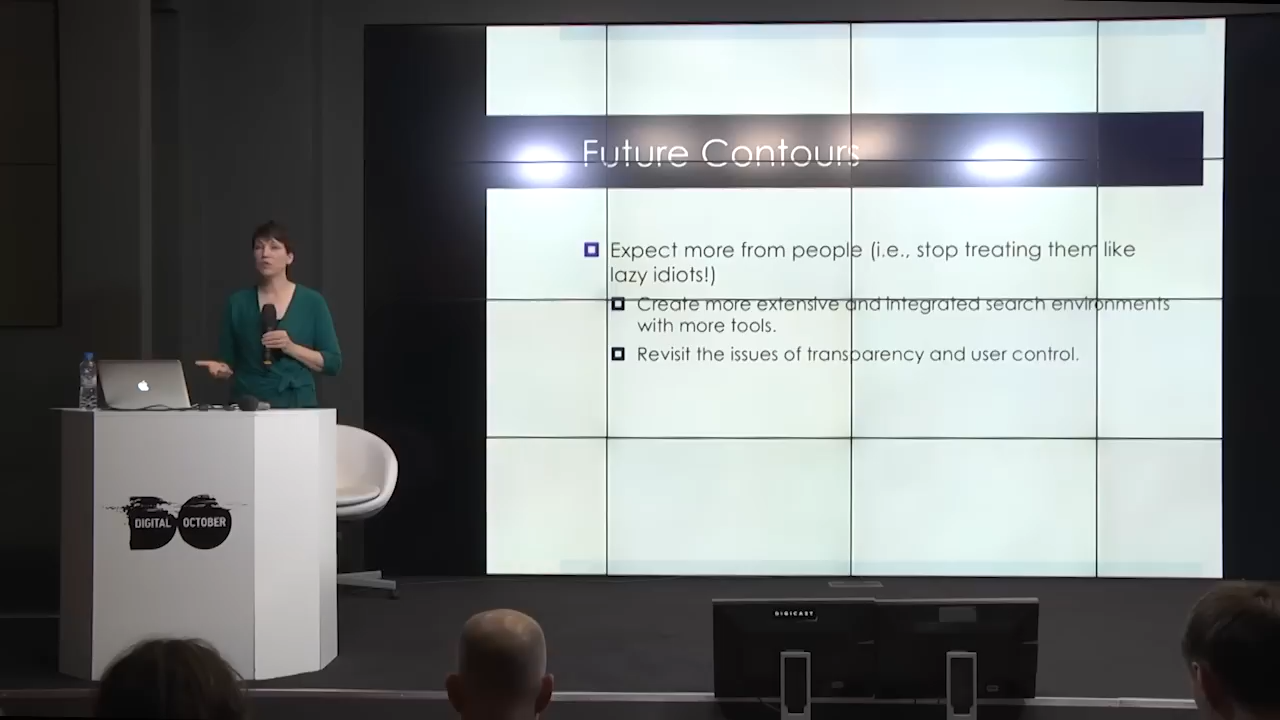 Future Contours
Expect more from people (i.e., stop treating them like
lazy idiots!)
Create more extensive and integrated search environments
with more tools.
Revisit the issues of transparency and user control.
DIGITAL OCTOBER
DIGICAST